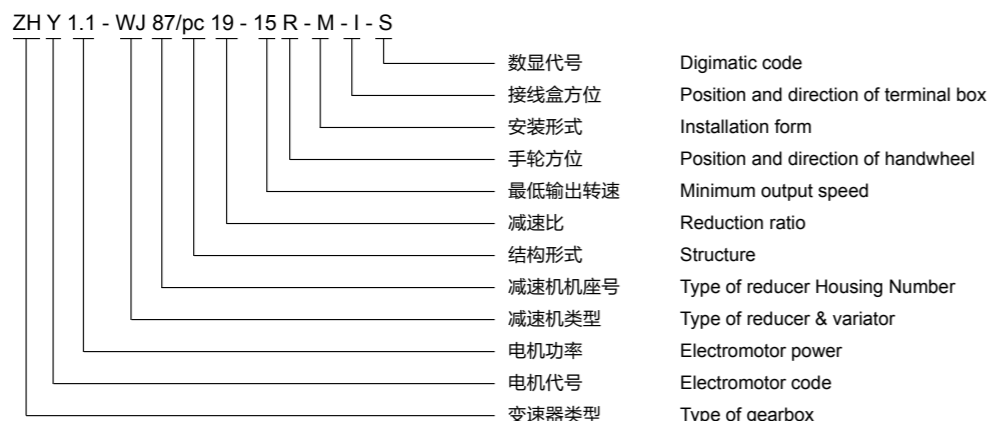 ZH Y 1.1 - WJ 87/pc 19 - 15 R - M - I - S
数显代号 Digimatic code
接线盒方位 Position and direction of terminal box
安装形式 Installation form
手轮方位 Position and direction of handwheel
最低输出转速 Minimum output speed
减速比 Reduction ratio
结构形式 Structure
减速机机座号 Type of reducer Housing Number
减速机类型 Type of reducer & variator
电机功率 Electromotor power
电机代号 Electromotor code
变速器类型 Type of gearbox